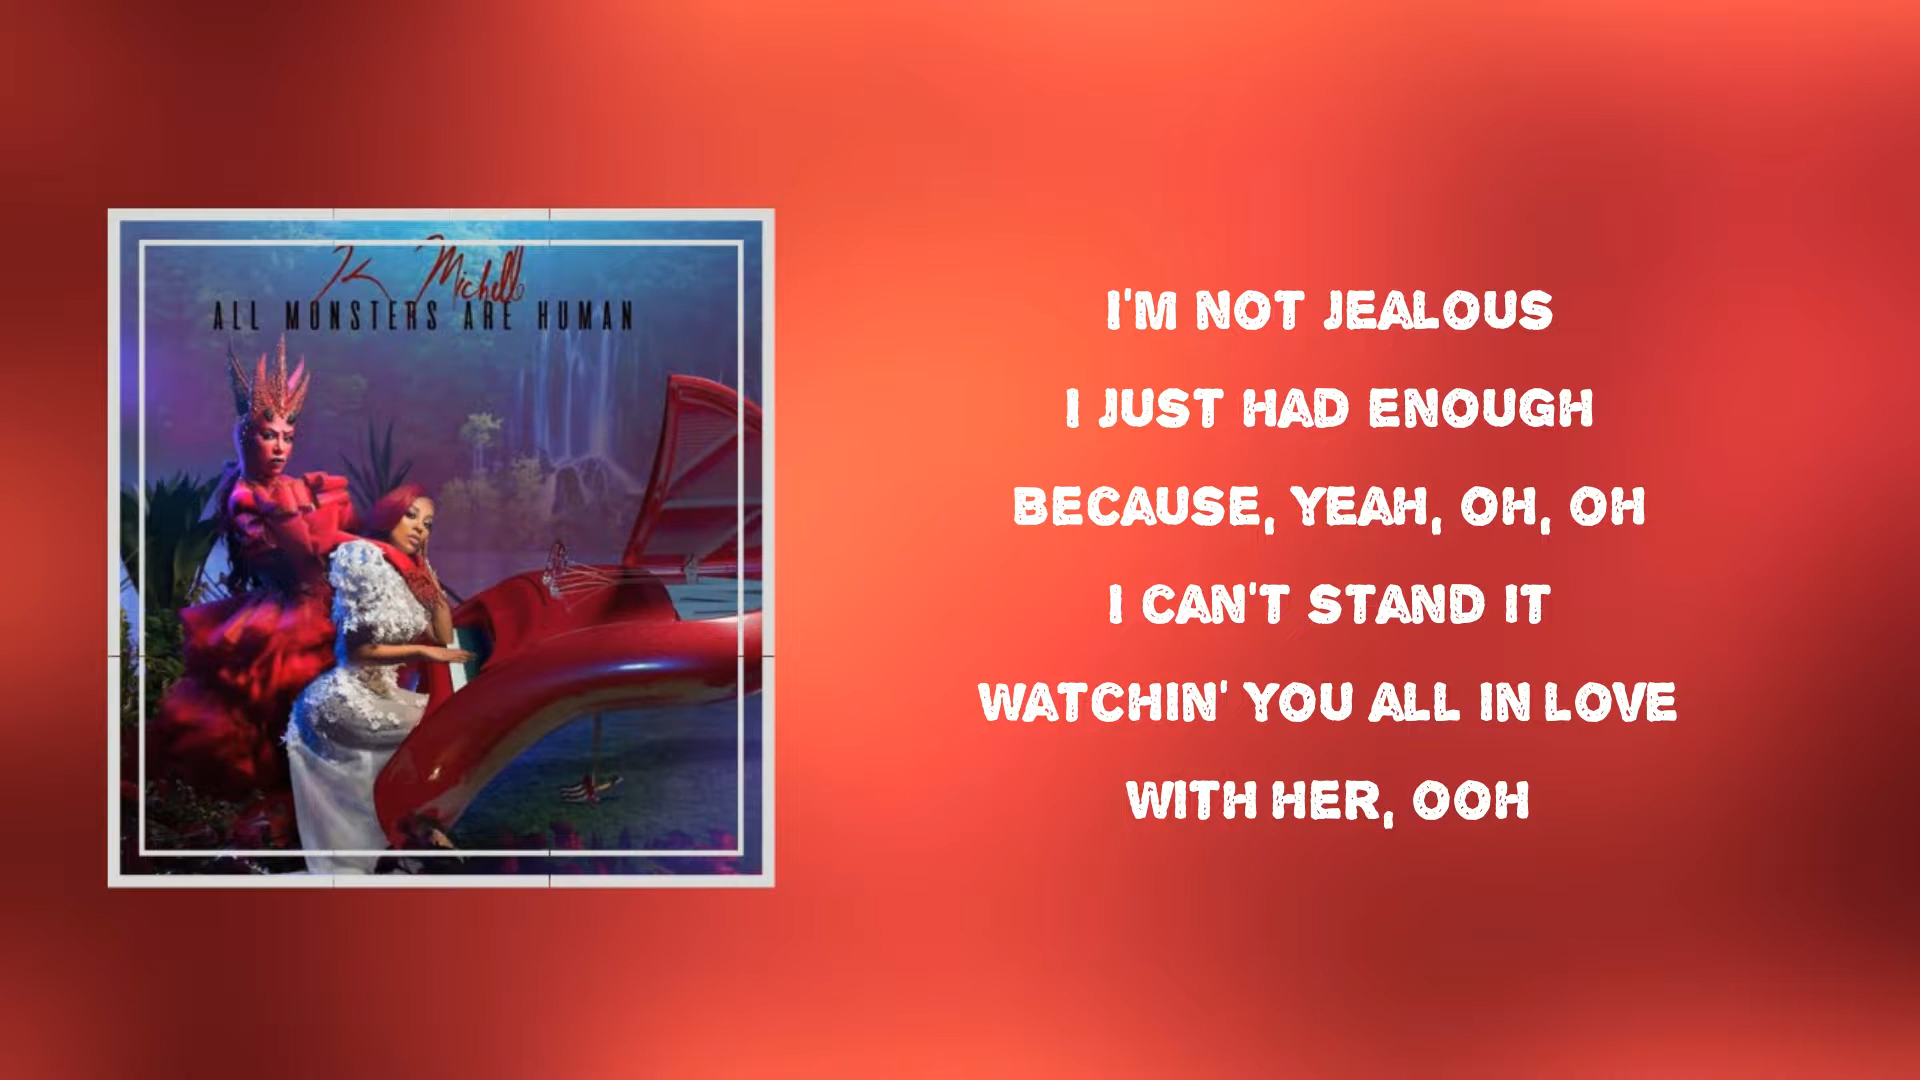 K Michelle
ALL MONSTERS ARE HUMAN
I'M NOT JEALOUS
I JUST HAD ENOUGH
BECAUSE, YEAH, OH, OH
I CAN'T STAND IT
WATCHIN' YOU ALL IN LOVE
WITH HER, OOH